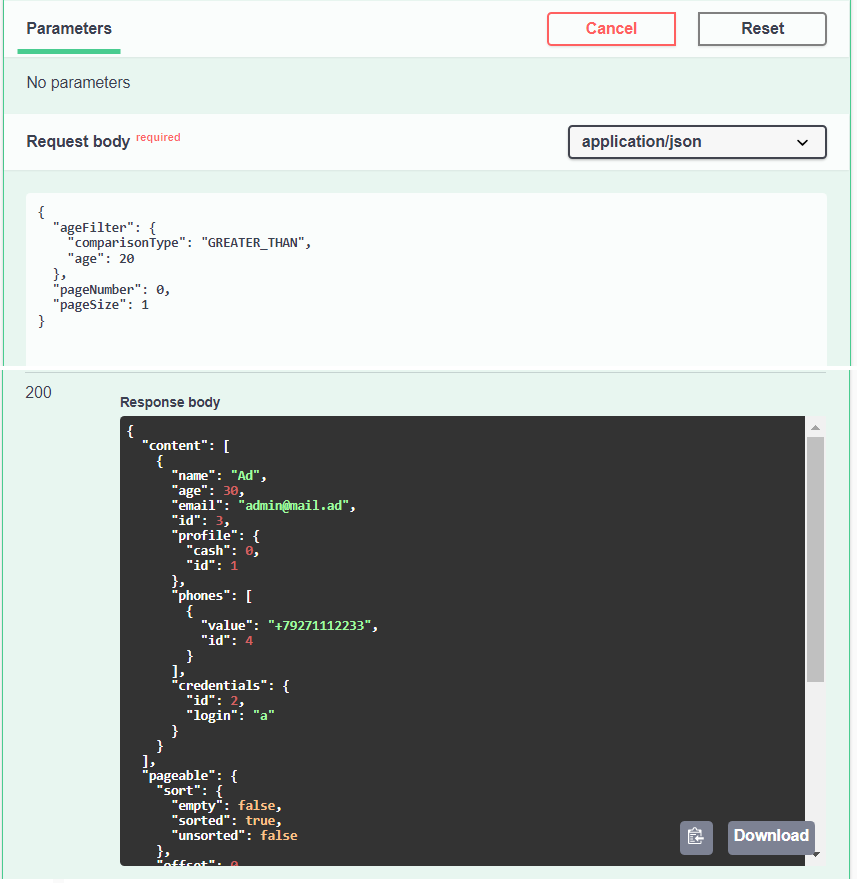 Parameters
Cancel
Reset
No parameters
Request body required
application/json
{
  "ageFilter": {
    "comparisonType": "GREATER_THAN",
    "age": 20
  },
  "pageNumber": 0,
  "pageSize": 1
}
200
Response body
{
  "content": [
    {
      "name": "Ad",
      "age": 30,
      "email": "admin@mail.ad",
      "id": 3,
      "profile": {
        "cash": 0,
        "id": 1
      },
      "phones": [
        {
          "value": "+79271112233",
          "id": 4
        }
      ],
      "credentials": {
        "id": 2,
        "login": "a"
      }
    }
  ],
  "pageable": {
    "sort": {
      "empty": false,
      "sorted": true,
      "unsorted": false
    },
    "offset": 0
Download